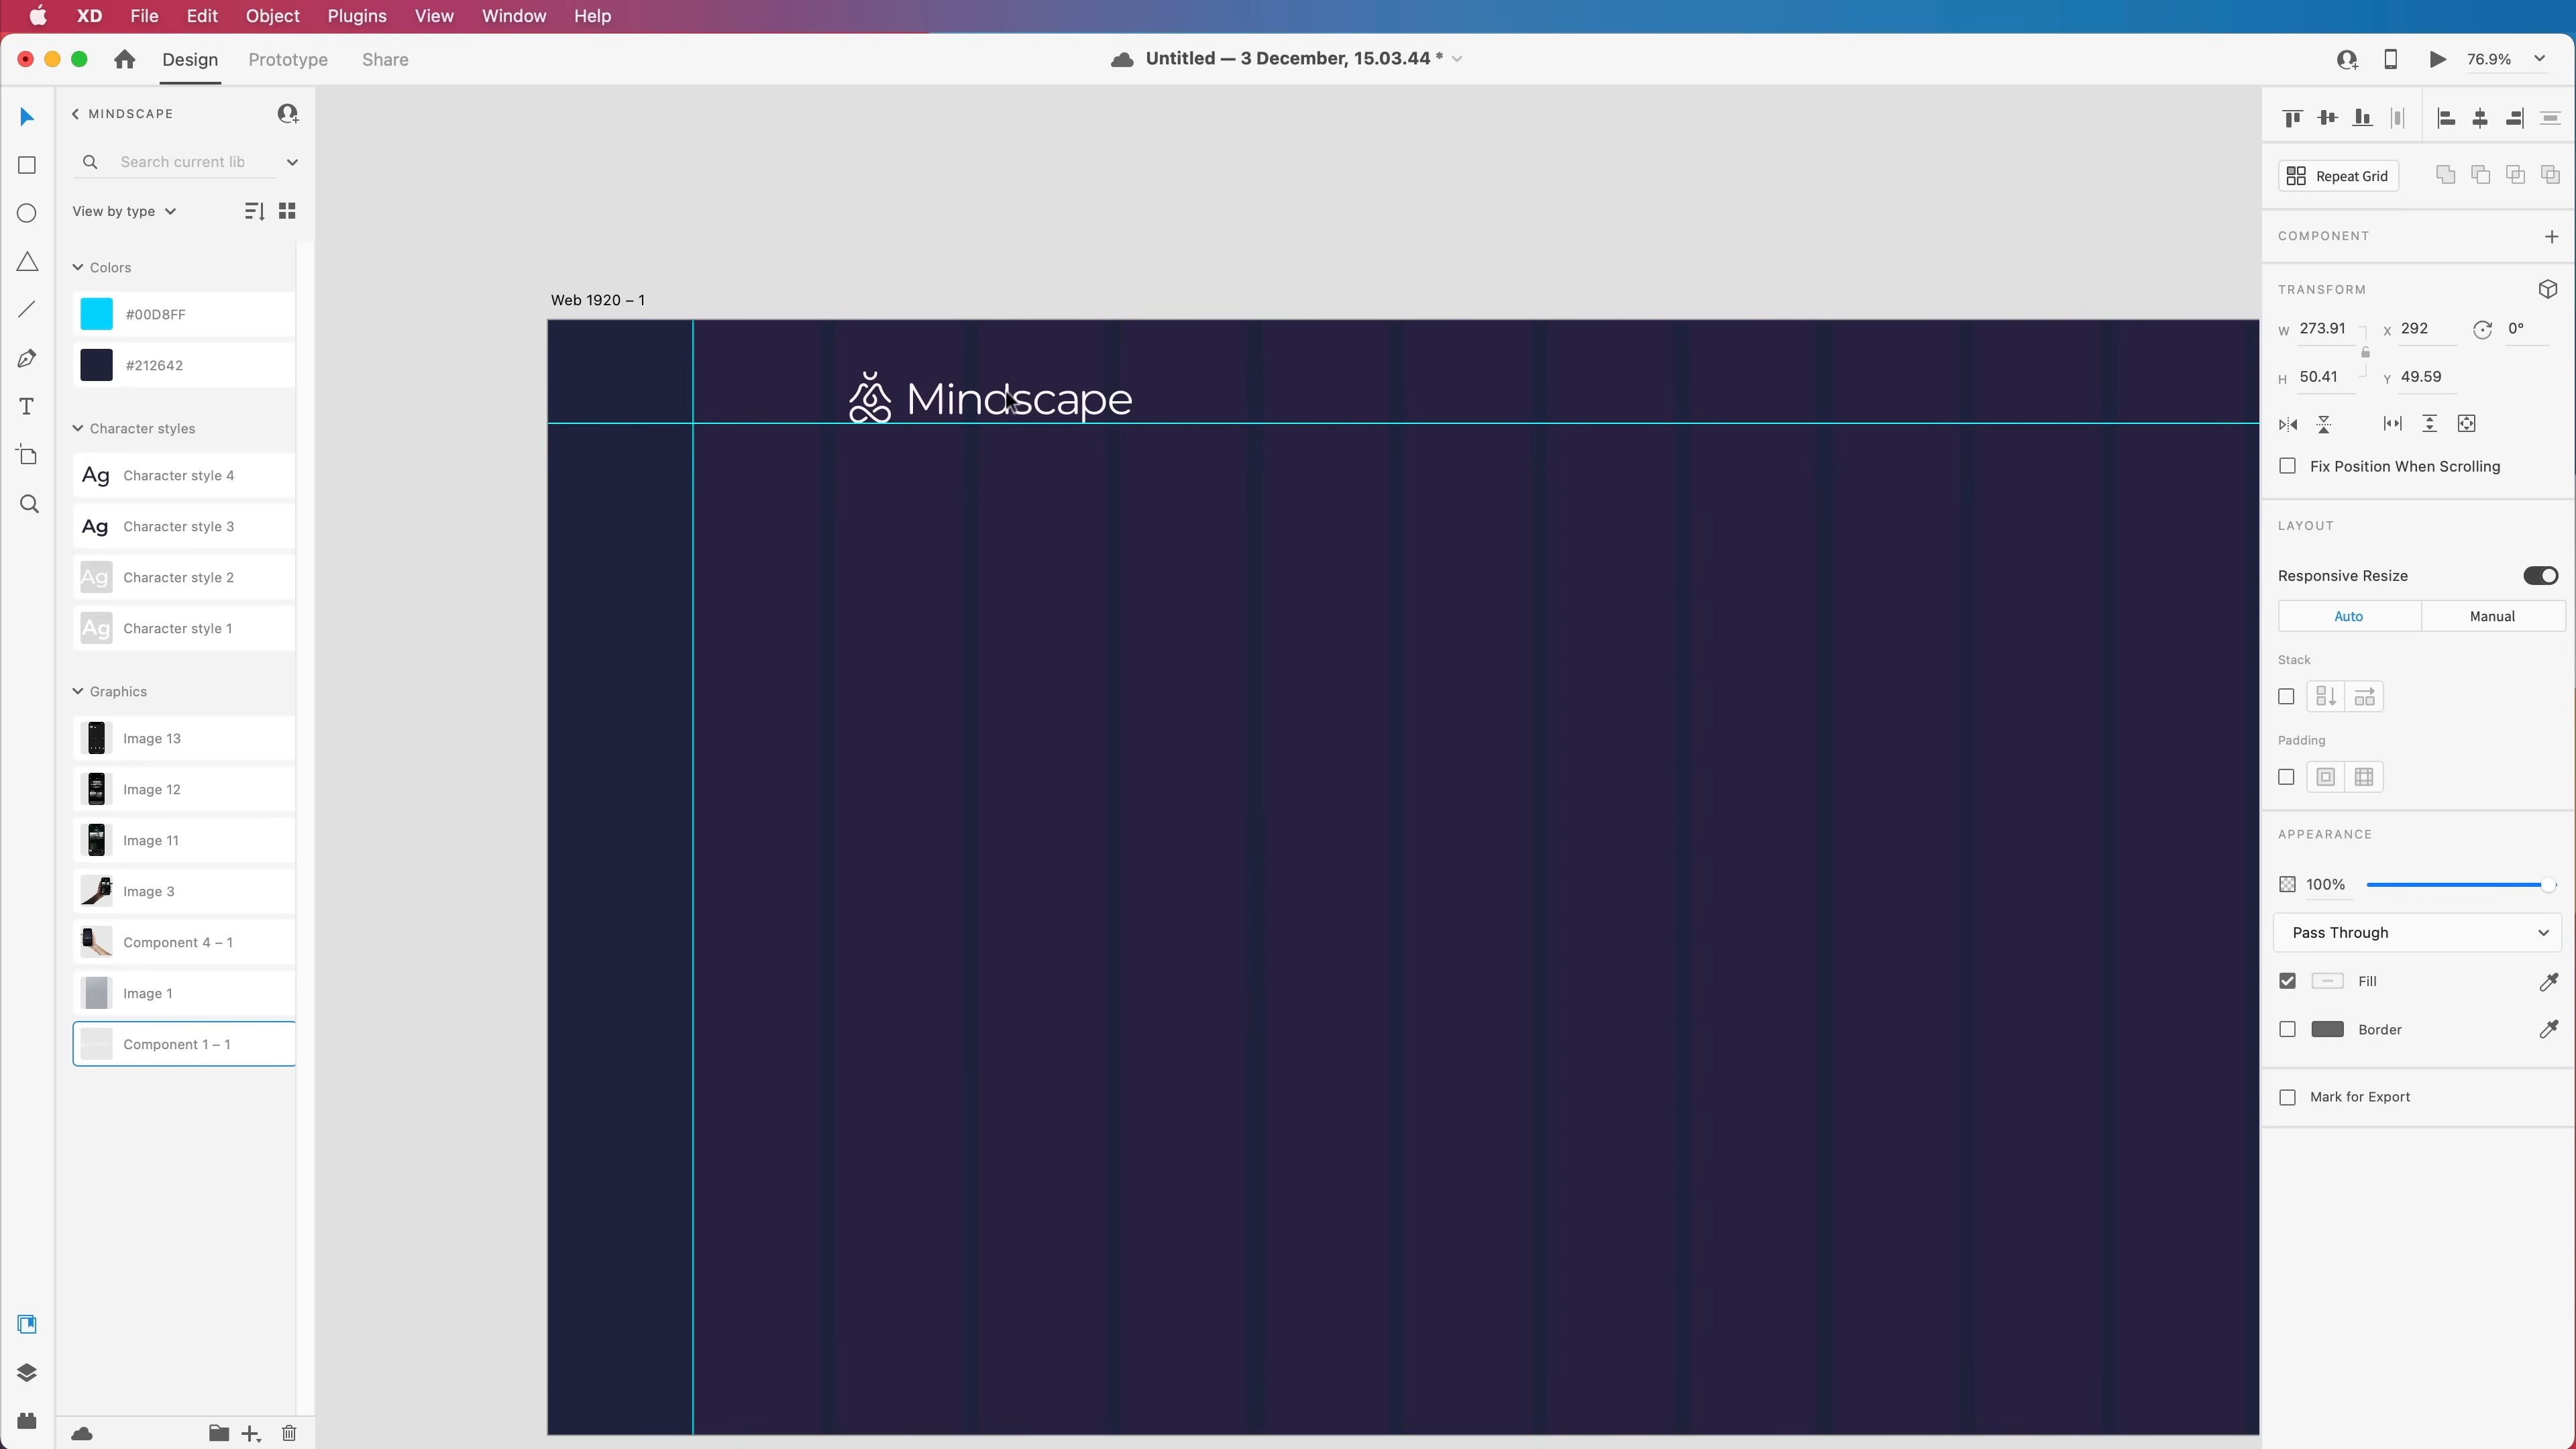 XD File Edit Object Plugins View Window Help
Design Prototype Share
Untitled — 3 December, 15.03.44 *
76.9%
MINDSCAPE
Search current lib
View by type
Colors
#00D8FF
#212642
Character styles
Ag Character style 4
Ag Character style 3
Ag Character style 2
Ag Character style 1
Graphics
Image 13
Image 12
Image 11
Image 3
Component 4 – 1
Image 1
Component 1 – 1
Web 1920 – 1
Mindscape
Repeat Grid
COMPONENT
TRANSFORM
W 273.91 X 292 0°
H 50.41 Y 49.59
Fix Position When Scrolling
LAYOUT
Responsive Resize
Auto Manual
Stack
Padding
APPEARANCE
100%
Pass Through
Fill
Border
Mark for Export